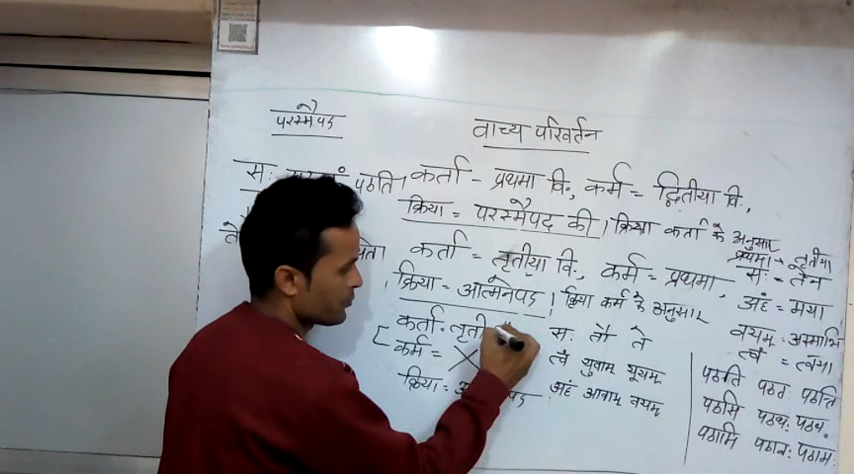 परस्मैपद
वाच्य परिवर्तन
सः पठति। कर्ता - प्रथमा वि., कर्म = द्वितीया वि.,
क्रिया = परस्मैपद की। क्रिया कर्ता के अनुसार
कर्ता = तृतीया वि., कर्म = प्रथमा,
क्रिया = आत्मनेपद। क्रिया कर्म के अनुसार
कर्ता - तृती
कर्म = X
क्रिया =
सः तौ ते
त्वं युवाम् यूयम्
अहं आवाम् वयम्
प्रथमा → तृतीया
सः = तेन
अहं = मया
वयम् = अस्माभि
त्वं = त्वया
पठति पठतः
पठसि पठथः पठथ
पठामि पठावः पठामः